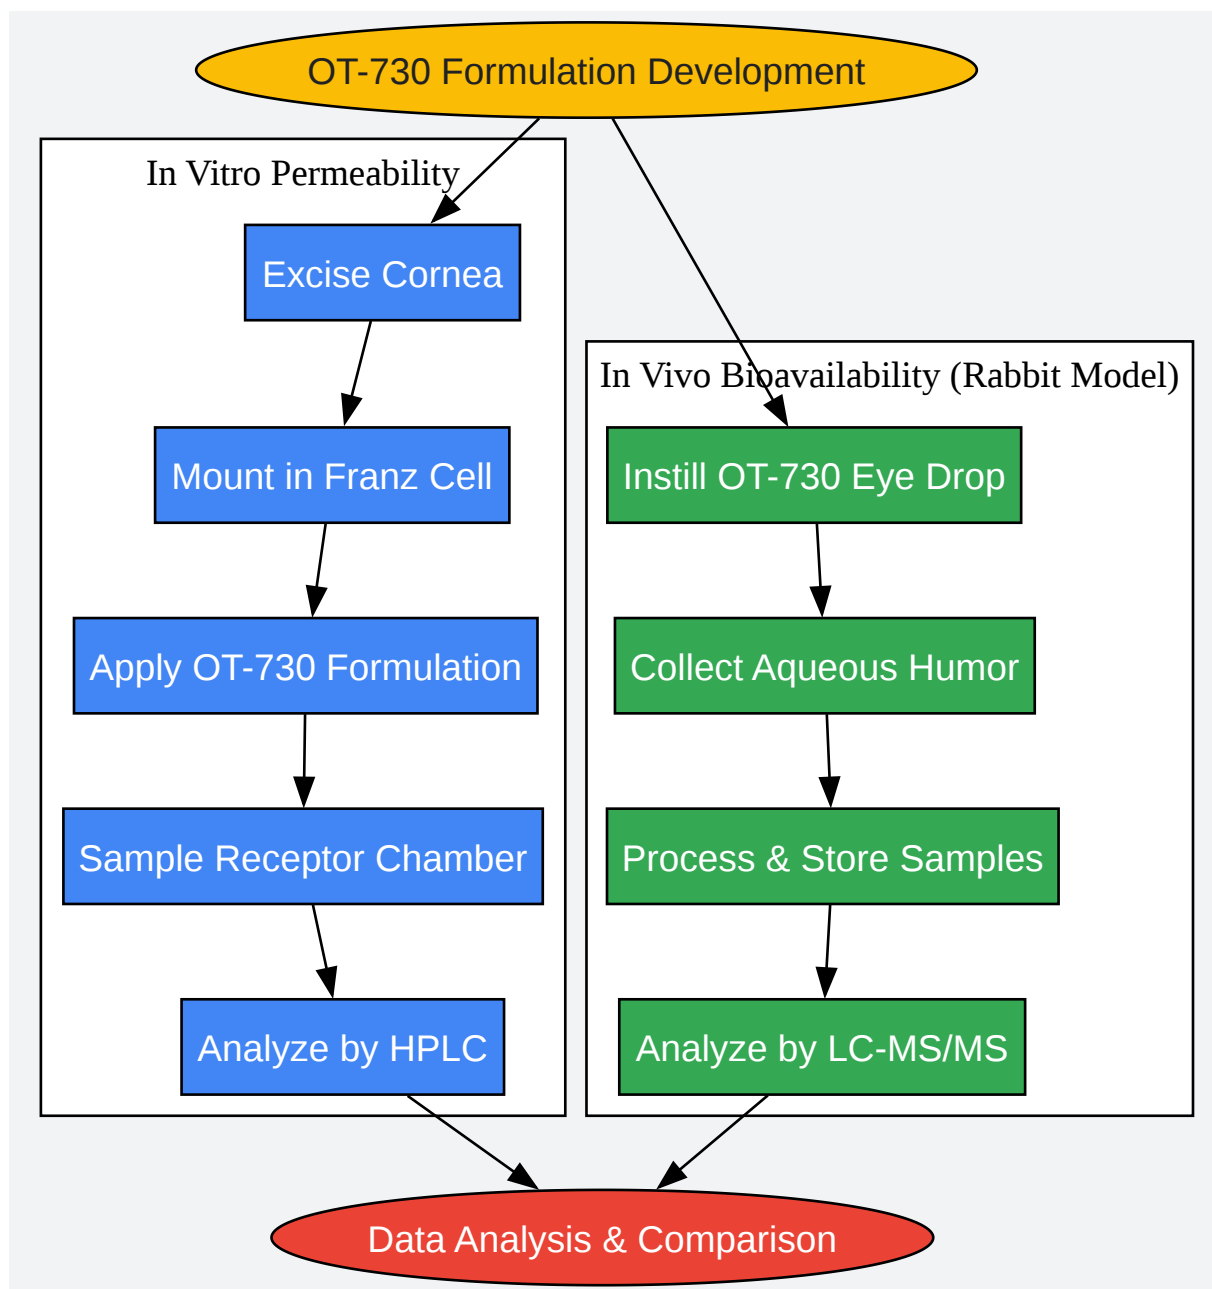 OT-730 Formulation Development
In Vitro Permeability
Excise Cornea
Mount in Franz Cell
Apply OT-730 Formulation
Sample Receptor Chamber
Analyze by HPLC
In Vivo Bioavailability (Rabbit Model)
Instill OT-730 Eye Drop
Collect Aqueous Humor
Process & Store Samples
Analyze by LC-MS/MS
Data Analysis & Comparison